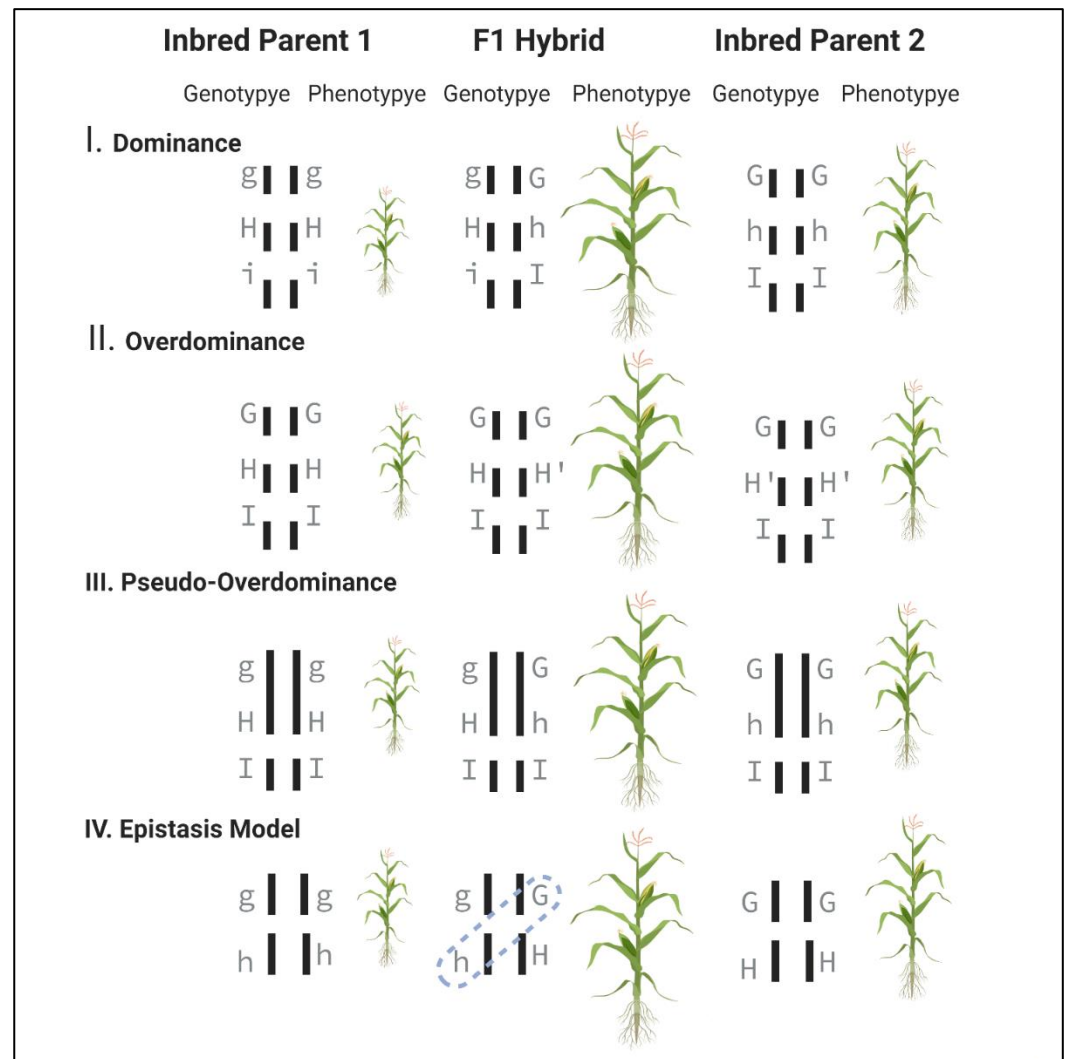 Inbred Parent 1 F1 Hybrid Inbred Parent 2
Genotypye Phenotypye Genotypye Phenotypye Genotypye Phenotypye
I. Dominance
g g g G G G
H H H h h h
i i i I I I
II. Overdominance
G G G G G G
H H H H' H' H'
I I I I I I
III. Pseudo-Overdominance
g g g G G G
H H H h h h
I I I I I I
IV. Epistasis Model
g g g G G G
h h h H H H